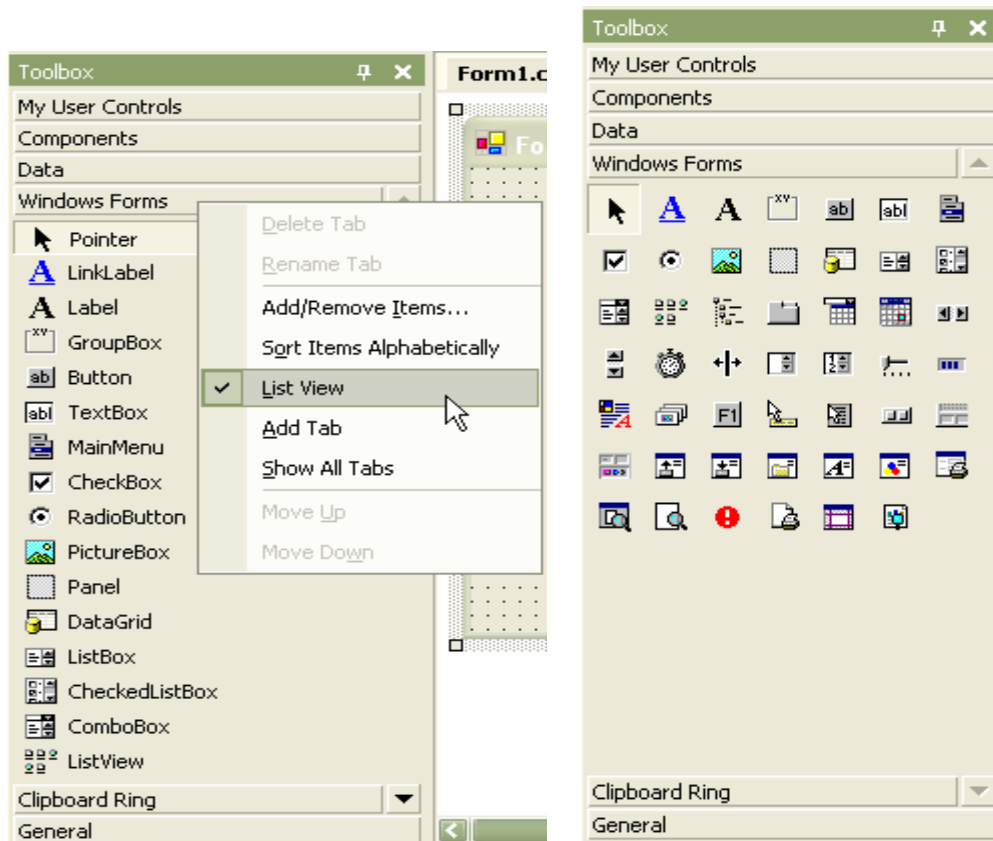 Toolbox
My User Controls
Components
Data
Windows Forms
Pointer
LinkLabel
Label
GroupBox
Button
TextBox
MainMenu
CheckBox
RadioButton
PictureBox
Panel
DataGrid
ListBox
CheckedListBox
ComboBox
ListView
Clipboard Ring
General
Form1.c
Fo
Delete Tab
Rename Tab
Add/Remove Items...
Sort Items Alphabetically
List View
Add Tab
Show All Tabs
Move Up
Move Down
Toolbox
My User Controls
Components
Data
Windows Forms
Clipboard Ring
General